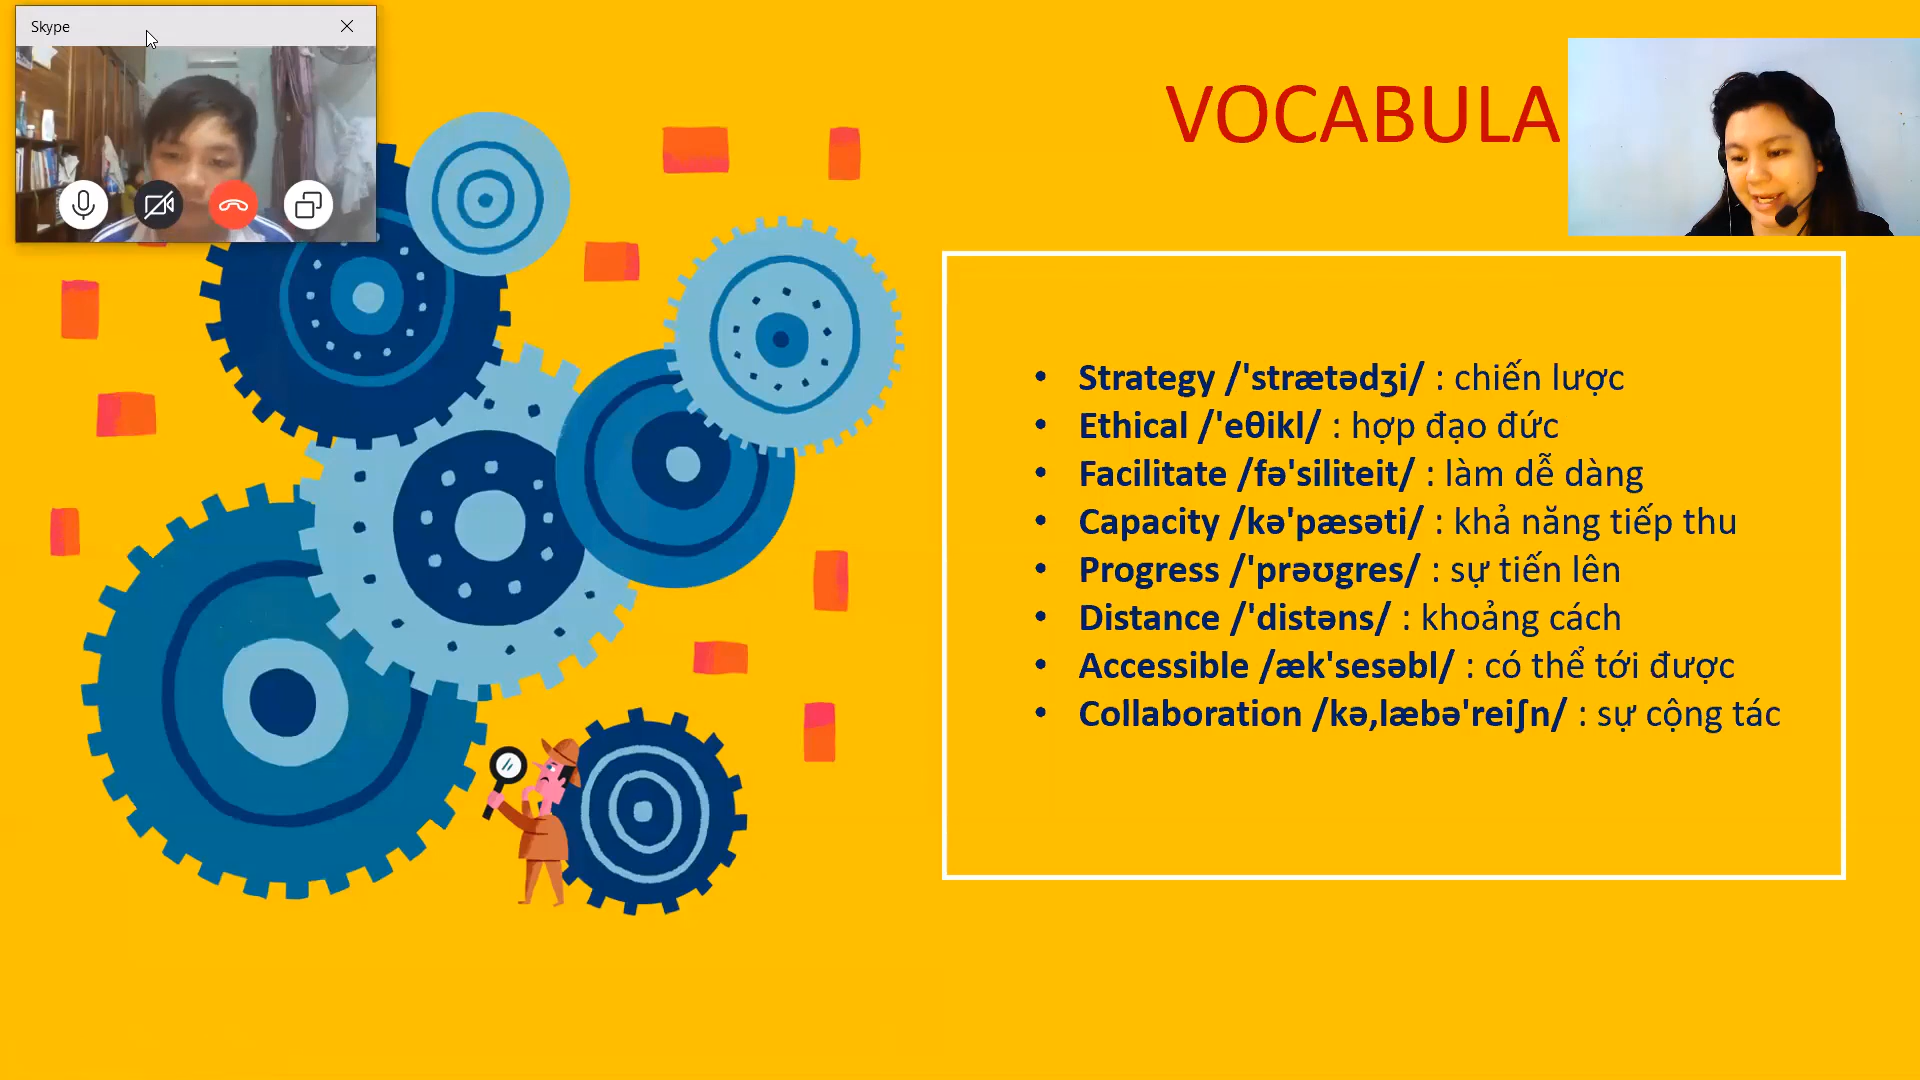 Skype
VOCABULA
• Strategy /'strætədʒi/ : chiến lược
• Ethical /'eθikl/ : hợp đạo đức
• Facilitate /fə'siliteit/ : làm dễ dàng
• Capacity /kə'pæsəti/ : khả năng tiếp thu
• Progress /'prəʊgres/ : sự tiến lên
• Distance /'distəns/ : khoảng cách
• Accessible /æk'sesəbl/ : có thể tới được
• Collaboration /kə,læbə'reiʃn/ : sự cộng tác